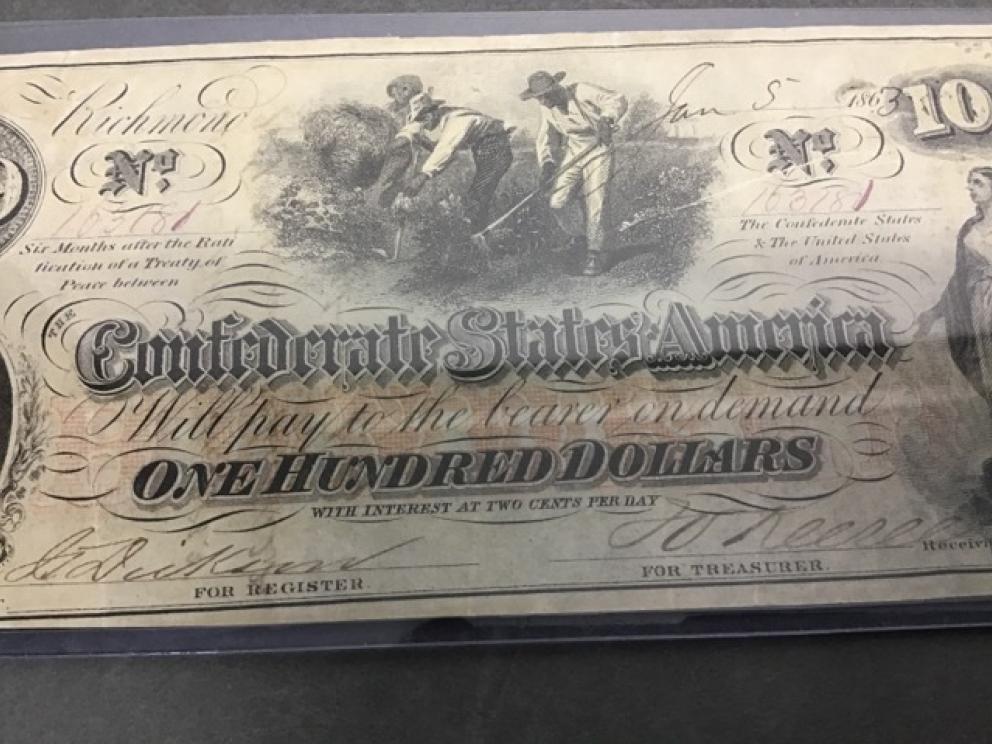 Richmond
Jan 5 1863
100
No
No
163181
163181
Six Months after the Rati
fication of a Treaty of
Peace between
The Confederate States
& The United States
of America
THE
Confederate States of America
Will pay to the bearer on demand
ONE HUNDRED DOLLARS
WITH INTEREST AT TWO CENTS PER DAY
FOR REGISTER.
FOR TREASURER.